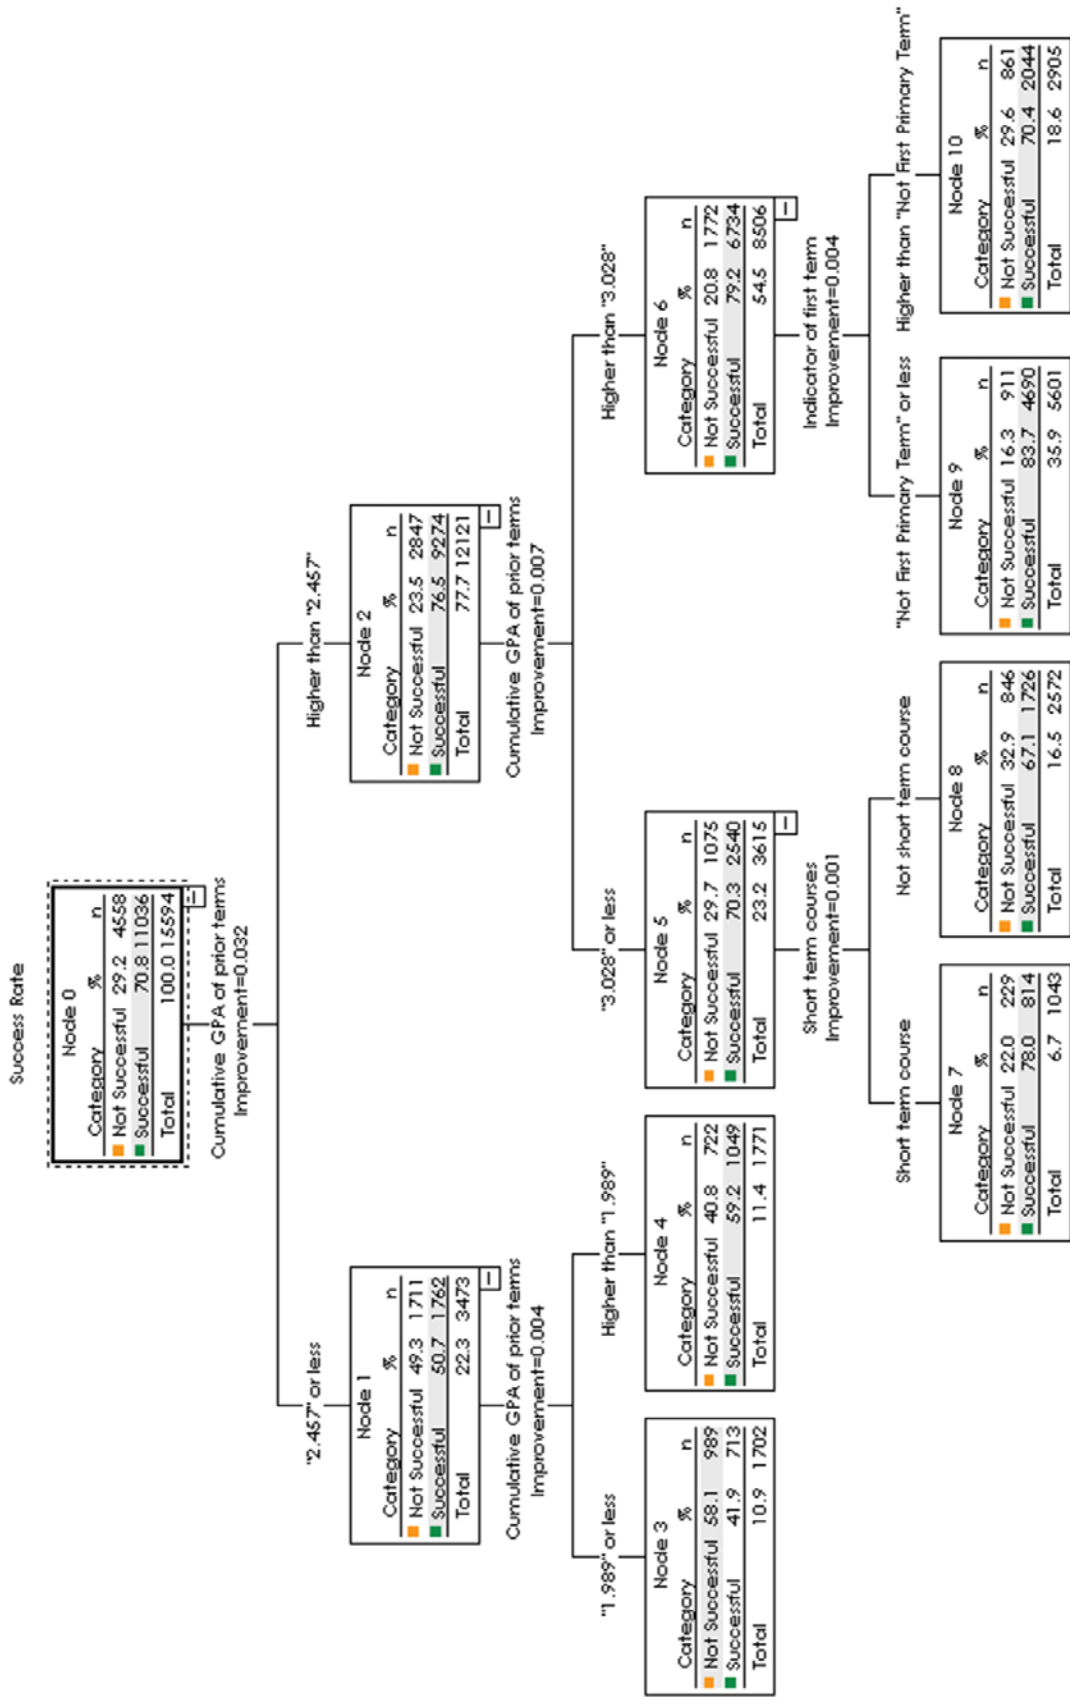 Success Rate
Node 0
Category % n
Not Successful 29.2 4558
Successful 70.8 11036
Total 100.0 15594
Cumulative GPA of prior terms
Improvement=0.032
"2.457" or less
Higher than "2.457"
Node 1
Category % n
Not Successful 49.3 1711
Successful 50.7 1762
Total 22.3 3473
Cumulative GPA of prior terms
Improvement=0.004
Node 2
Category % n
Not Successful 23.5 2847
Successful 76.5 9274
Total 77.7 12121
Cumulative GPA of prior terms
Improvement=0.007
"1.989" or less
Higher than "1.989"
"3.028" or less
Higher than "3.028"
Node 3
Category % n
Not Successful 58.1 989
Successful 41.9 713
Total 10.9 1702
Node 4
Category % n
Not Successful 40.8 722
Successful 59.2 1049
Total 11.4 1771
Node 5
Category % n
Not Successful 29.7 1075
Successful 70.3 2540
Total 23.2 3615
Short term courses
Improvement=0.001
Node 6
Category % n
Not Successful 20.8 1772
Successful 79.2 6734
Total 54.5 8506
Indicator of first term
Improvement=0.004
Short term course
Not short term course
"Not First Primary Term" or less
Higher than "Not First Primary Term"
Node 7
Category % n
Not Successful 22.0 229
Successful 78.0 814
Total 6.7 1043
Node 8
Category % n
Not Successful 32.9 846
Successful 67.1 1726
Total 16.5 2572
Node 9
Category % n
Not Successful 16.3 911
Successful 83.7 4690
Total 35.9 5601
Node 10
Category % n
Not Successful 29.6 861
Successful 70.4 2044
Total 18.6 2905